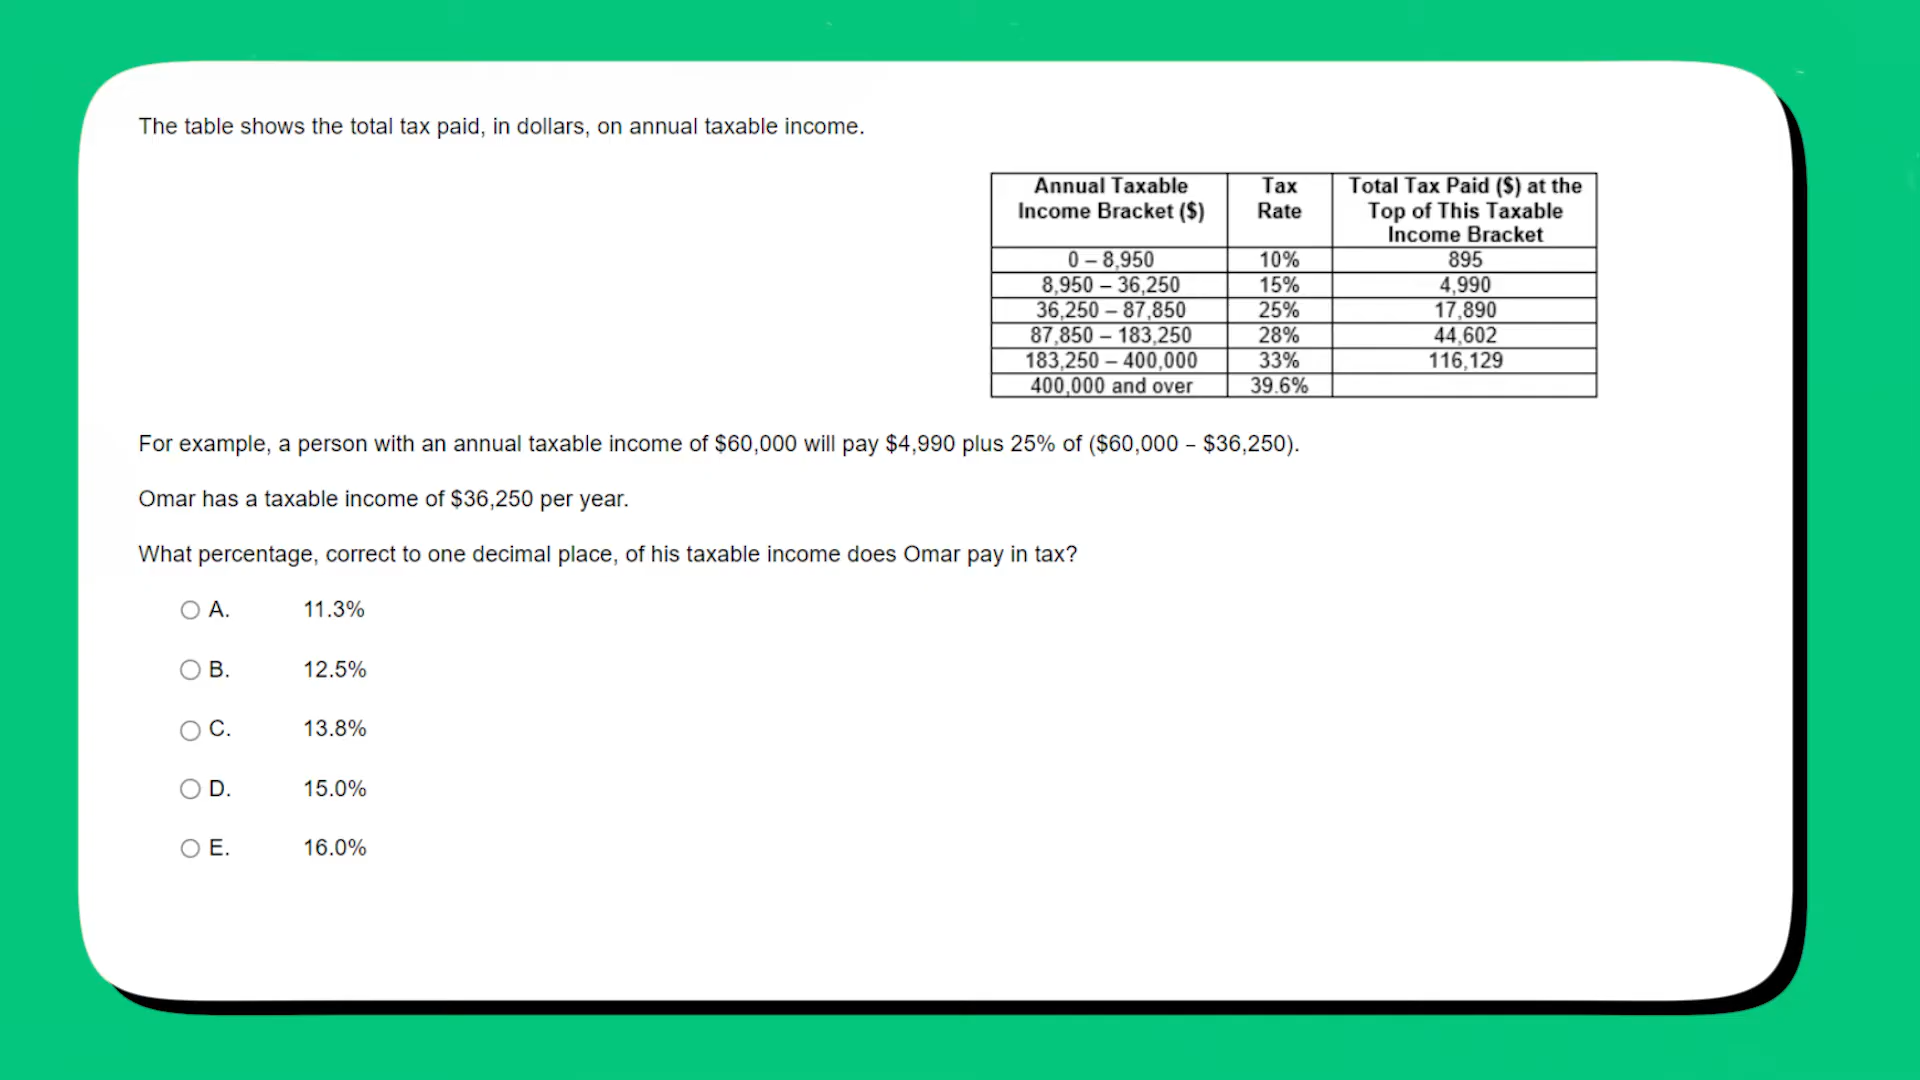 The table shows the total tax paid, in dollars, on annual taxable income.
Annual Taxable Income Bracket ($) Tax Rate Total Tax Paid ($) at the Top of This Taxable Income Bracket
0 – 8,950 10% 895
8,950 – 36,250 15% 4,990
36,250 – 87,850 25% 17,890
87,850 – 183,250 28% 44,602
183,250 – 400,000 33% 116,129
400,000 and over 39.6%
For example, a person with an annual taxable income of $60,000 will pay $4,990 plus 25% of ($60,000 – $36,250).
Omar has a taxable income of $36,250 per year.
What percentage, correct to one decimal place, of his taxable income does Omar pay in tax?
A. 11.3%
B. 12.5%
C. 13.8%
D. 15.0%
E. 16.0%